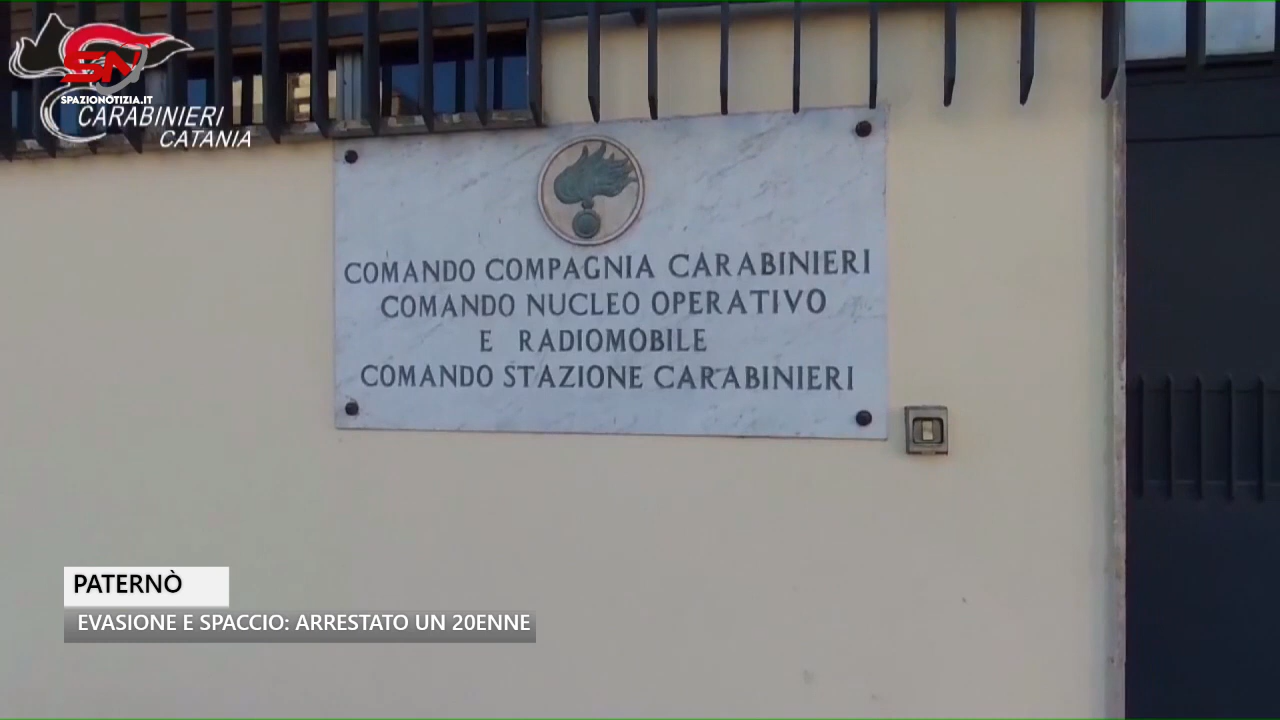 SN
SPAZIONOTIZIA.IT
CARABINIERI
CATANIA
COMANDO COMPAGNIA CARABINIERI
COMANDO NUCLEO OPERATIVO
E RADIOMOBILE
COMANDO STAZIONE CARABINIERI
PATERNÒ
EVASIONE E SPACCIO: ARRESTATO UN 20ENNE